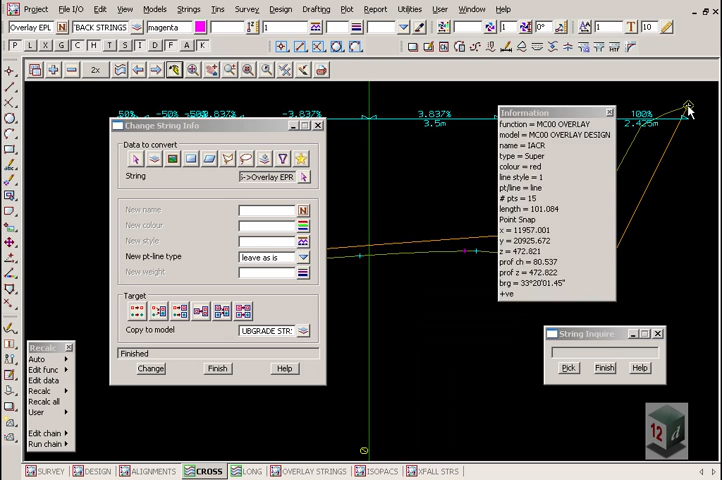 Project File I/O Edit View Models Strings Tins Survey Design Drafting Plot Report Utilities User Window Help
Overlay EPL 'BACK STRINGS magenta 1 1 0° 1 10
P L S G C H T S I D F A K
2x
50% -50% -3.837% 3.837% 100%
3.5m 2.425m
Change String Info
Data to convert
String 5->Overlay EPR
New name
New colour
New style
New pt-line type leave as is
New weight
Target
Copy to model UBGRADE STR:
Finished
Change Finish Help
Information
function = MC00 OVERLAY
model = MC00 OVERLAY DESIGN
name = IACR
type = Super
colour = red
line style = 1
pt/line = line
# pts = 15
length = 101.084
Point Snap
x = 11957.001
y = 20925.672
z = 472.821
prof ch = 80.537
prof z = 472.822
brg = 33°20'01.45"
+ve
String Inquire
Pick Finish Help
Recalc
Auto
Edit func
Edit data
Recalc
Recalc all
User
Edit chain
Run chain
12 d
SURVEY DESIGN ALIGNMENTS CROSS LONG OVERLAY STRINGS ISOPACS XFALL STRS